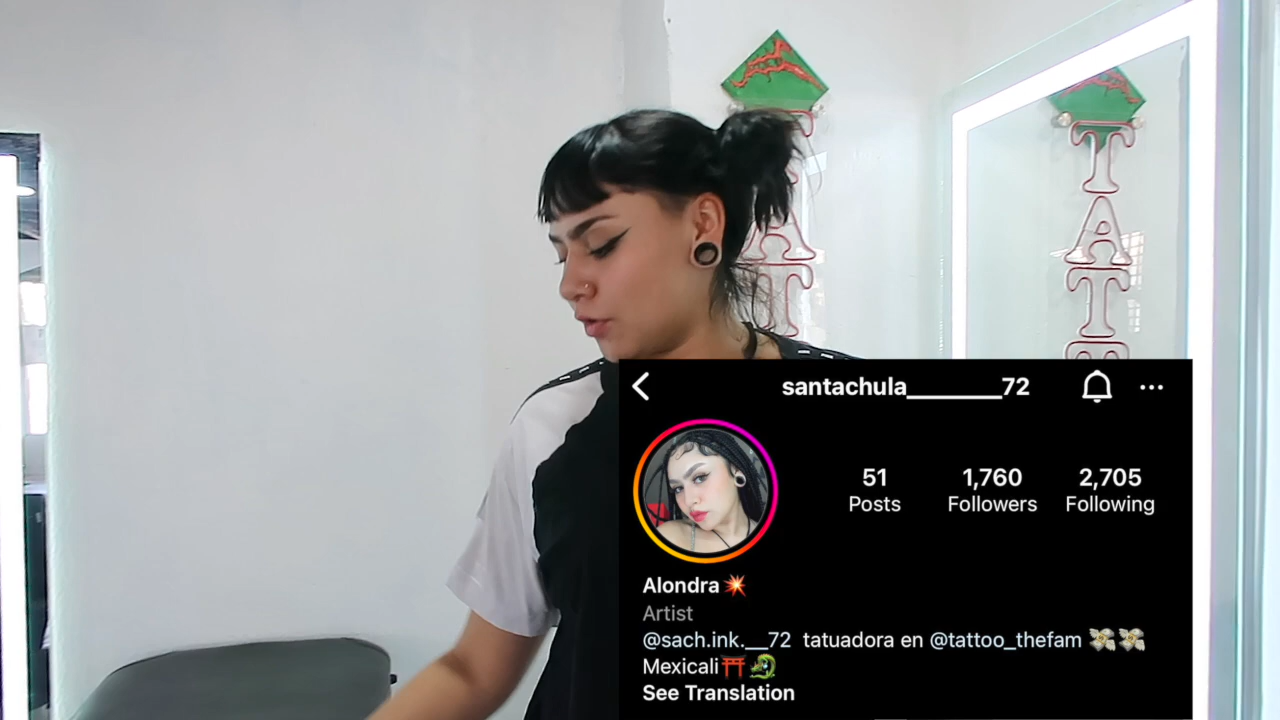 TAT
TAT
santachula________72
51
1,760
2,705
Posts
Followers
Following
Alondra💥
Artist
@sach.ink.__72 tatuadora en @tattoo_thefam 💸💸
Mexicali⛩️🐉
See Translation